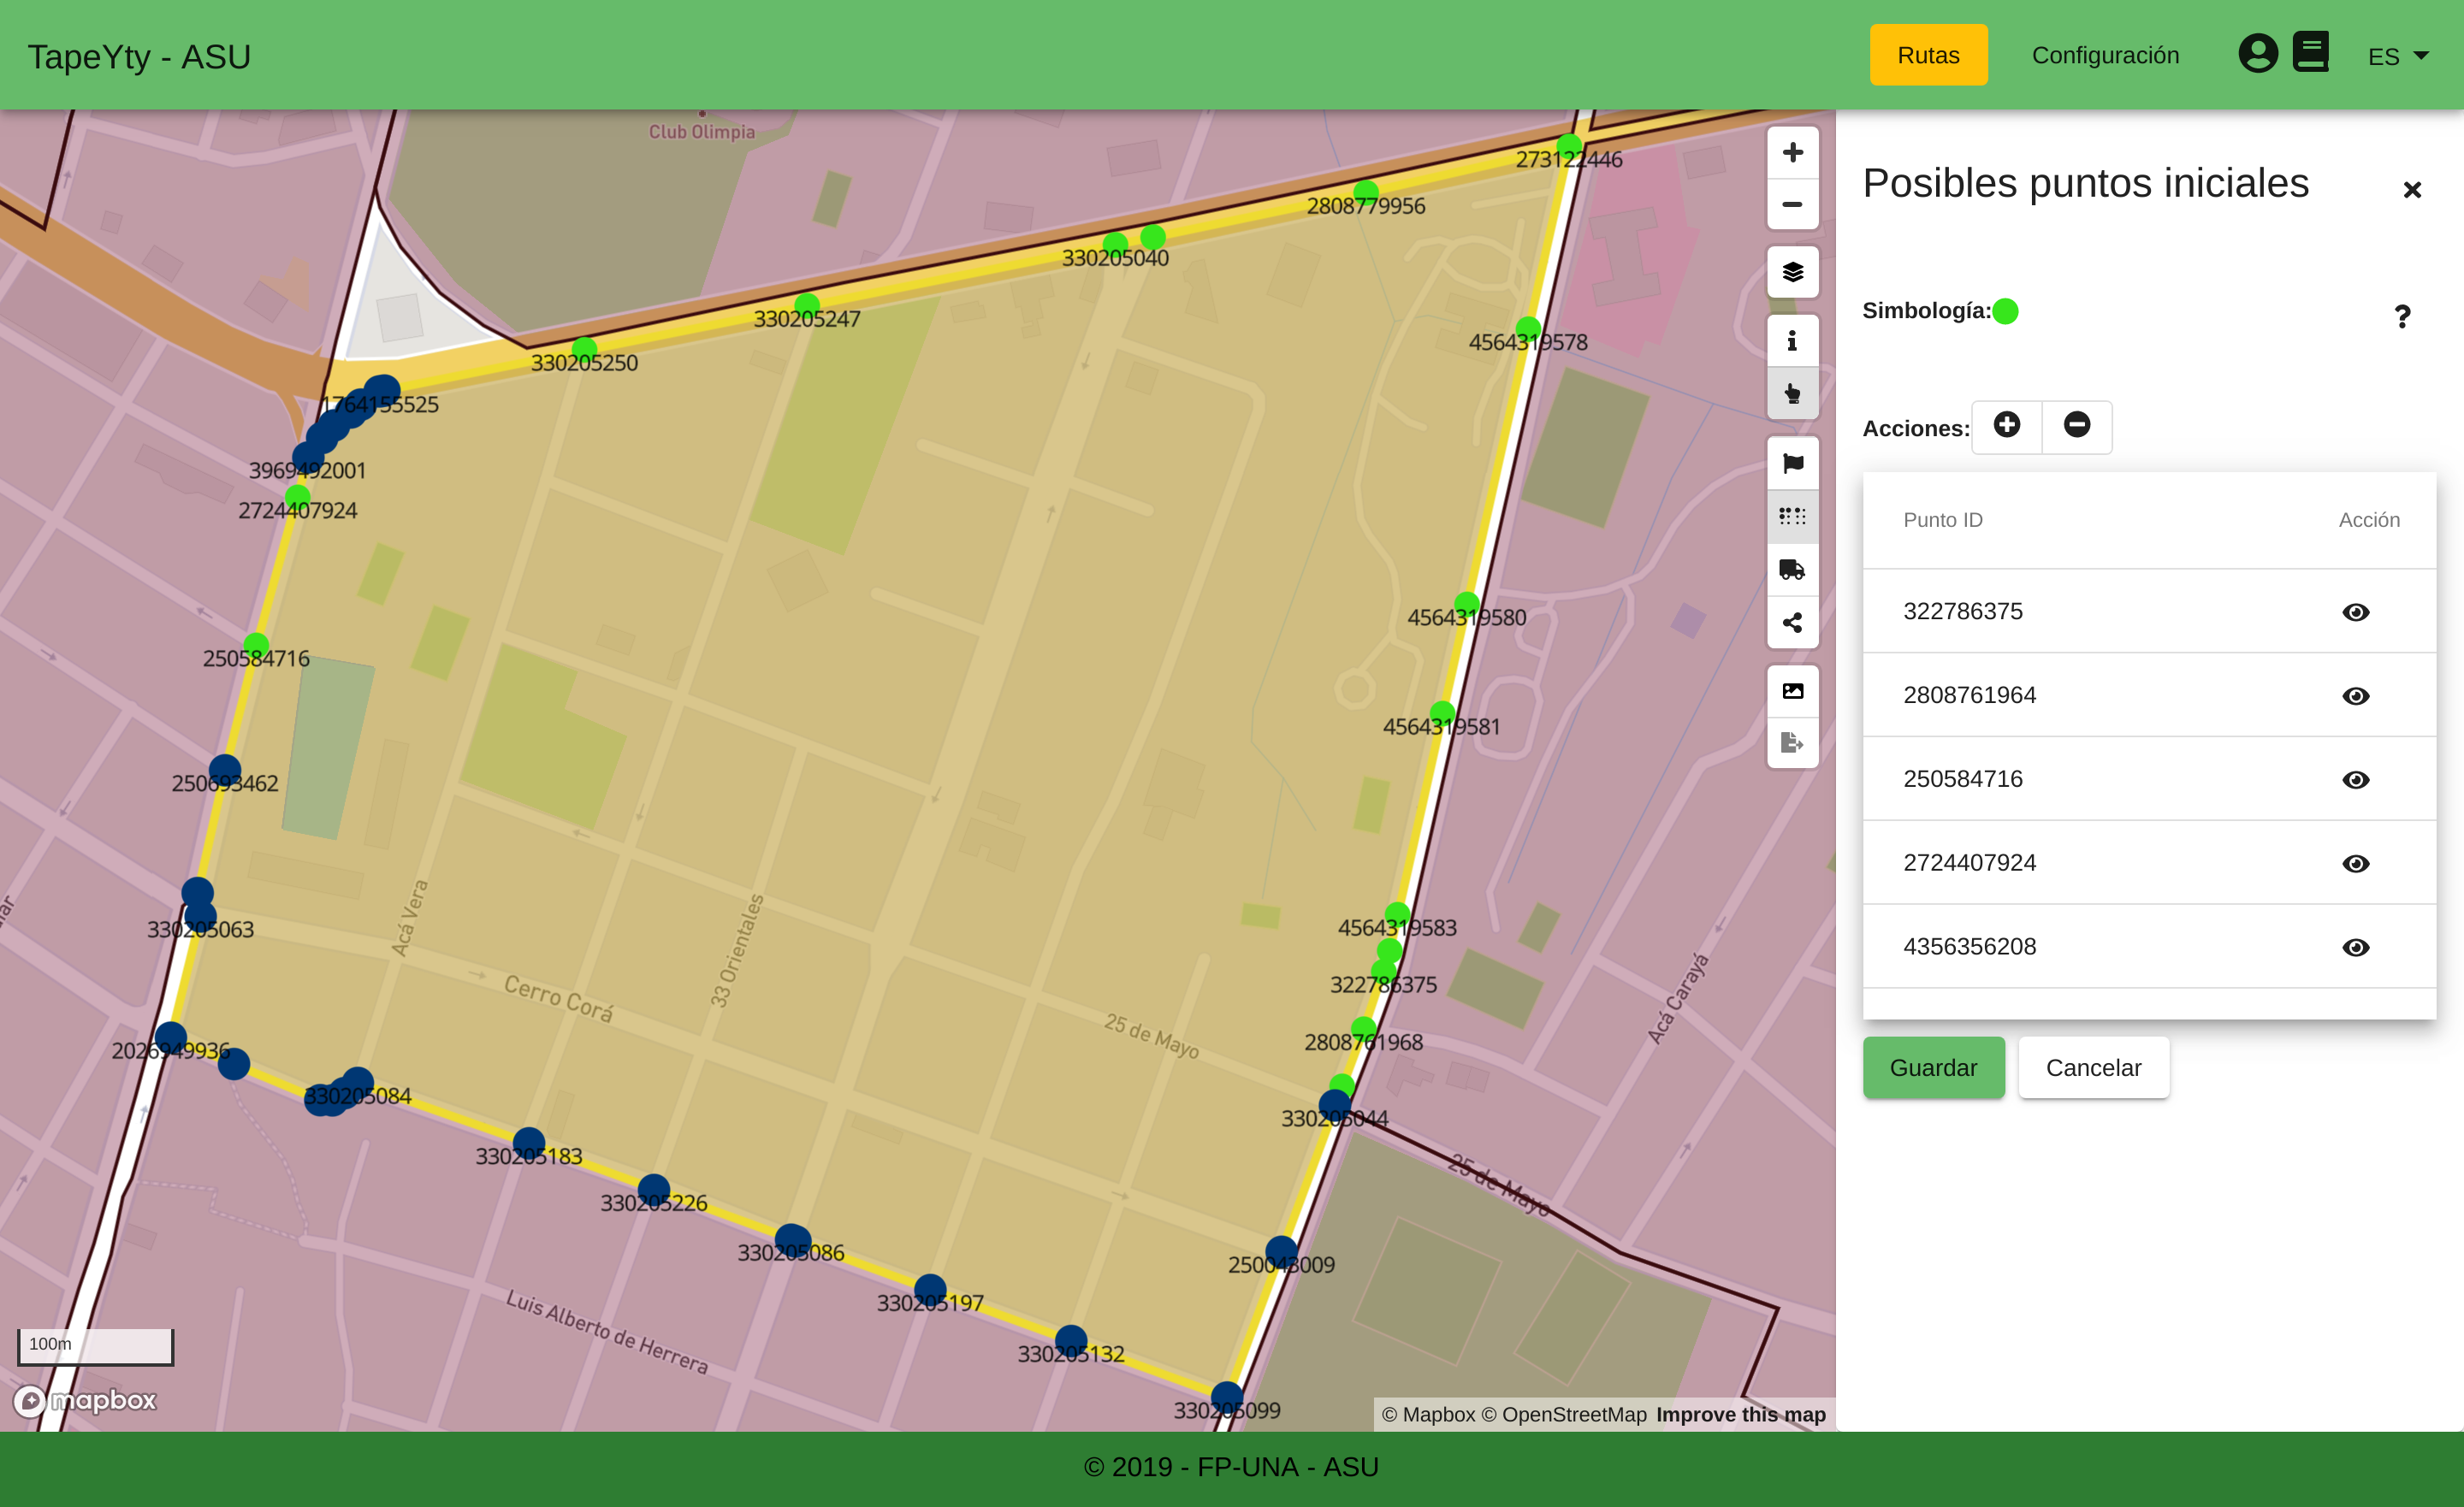 TapeYty - ASU
Rutas
Configuración
ES
Club Olimpia
273122446
2808779956
330205040
330205247
4564319578
330205250
1764155525
3969492001
2724407924
4564319580
250584716
4564319581
250693462
330205063
4564319583
322786375
2808761968
2026949936
330205084
330205044
330205183
330205226
330205086
250043009
330205197
330205132
330205099
Acá Vera
33 Orientales
Cerro Corá
25 de Mayo
Acá Carayá
25 de Mayo
Luis Alberto de Herrera
100m
mapbox
© Mapbox © OpenStreetMap Improve this map
Posibles puntos iniciales
Simbología:
?
Acciones:
Punto ID Acción
322786375
2808761964
250584716
2724407924
4356356208
Guardar Cancelar
© 2019 - FP-UNA - ASU